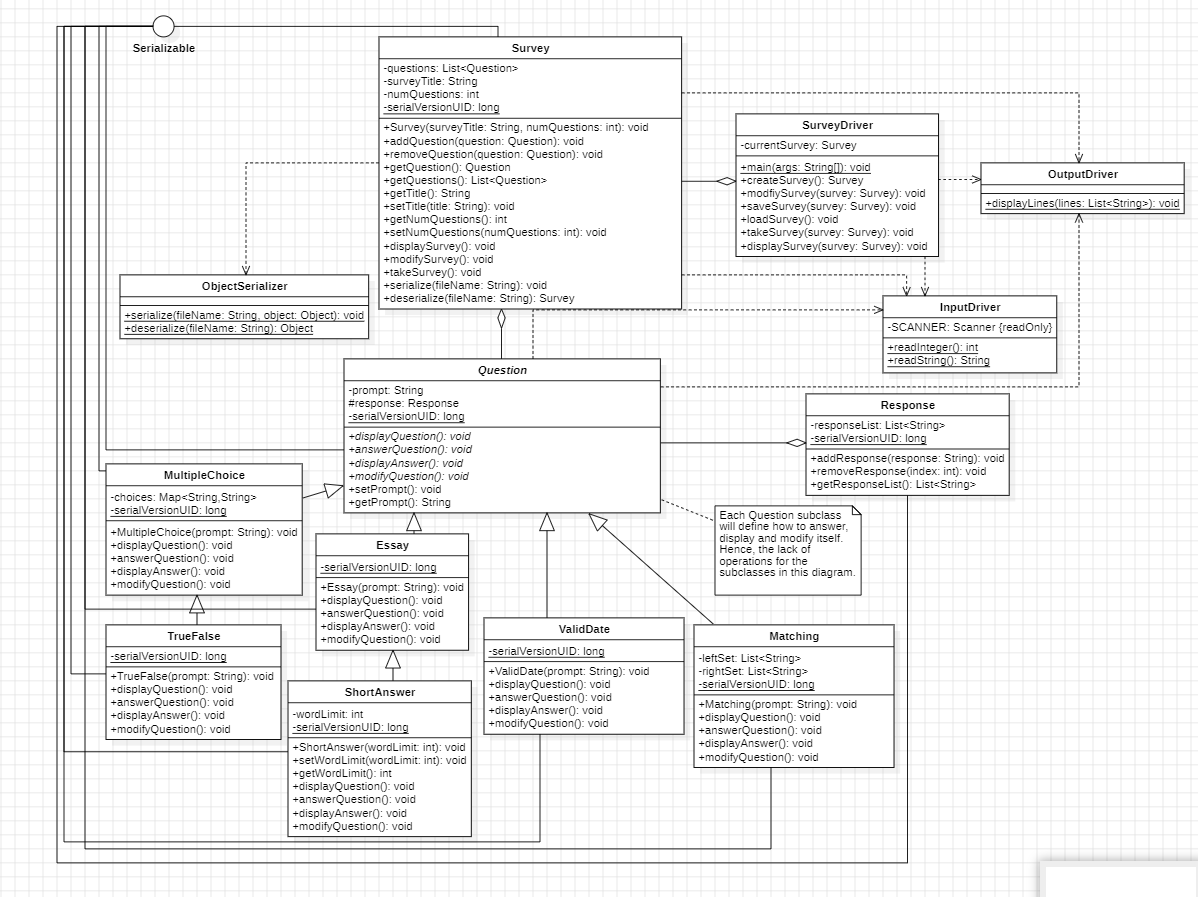 Serializable
Survey
-questions: List<Question>
-surveyTitle: String
-numQuestions: int
-serialVersionUID: long
+Survey(surveyTitle: String, numQuestions: int): void
+addQuestion(question: Question): void
+removeQuestion(question: Question): void
+getQuestion(): Question
+getQuestions(): List<Question>
+getTitle(): String
+setTitle(title: String): void
+getNumQuestions(): int
+setNumQuestions(numQuestions: int): void
+displaySurvey(): void
+modifySurvey(): void
+takeSurvey(): void
+serialize(fileName: String): void
+deserialize(fileName: String): Survey
SurveyDriver
-currentSurvey: Survey
+main(args: String[]): void
+createSurvey(): Survey
+modfiySurvey(survey: Survey): void
+saveSurvey(survey: Survey): void
+loadSurvey(): void
+takeSurvey(survey: Survey): void
+displaySurvey(survey: Survey): void
OutputDriver
+displayLines(lines: List<String>): void
ObjectSerializer
+serialize(fileName: String, object: Object): void
+deserialize(fileName: String): Object
InputDriver
-SCANNER: Scanner {readOnly}
+readInteger(): int
+readString(): String
Question
-prompt: String
#response: Response
-serialVersionUID: long
+displayQuestion(): void
+answerQuestion(): void
+displayAnswer(): void
+modifyQuestion(): void
+setPrompt(): void
+getPrompt(): String
Response
-responseList: List<String>
-serialVersionUID: long
+addResponse(response: String): void
+removeResponse(index: int): void
+getResponseList(): List<String>
MultipleChoice
-choices: Map<String,String>
-serialVersionUID: long
+MultipleChoice(prompt: String): void
+displayQuestion(): void
+answerQuestion(): void
+displayAnswer(): void
+modifyQuestion(): void
Each Question subclass
will define how to answer,
display and modify itself.
Hence, the lack of
operations for the
subclasses in this diagram.
Essay
-serialVersionUID: long
+Essay(prompt: String): void
+displayQuestion(): void
+answerQuestion(): void
+displayAnswer(): void
+modifyQuestion(): void
TrueFalse
-serialVersionUID: long
+TrueFalse(prompt: String): void
+displayQuestion(): void
+answerQuestion(): void
+displayAnswer(): void
+modifyQuestion(): void
ValidDate
-serialVersionUID: long
+ValidDate(prompt: String): void
+displayQuestion(): void
+answerQuestion(): void
+displayAnswer(): void
+modifyQuestion(): void
Matching
-leftSet: List<String>
-rightSet: List<String>
-serialVersionUID: long
+Matching(prompt: String): void
+displayQuestion(): void
+answerQuestion(): void
+displayAnswer(): void
+modifyQuestion(): void
ShortAnswer
-wordLimit: int
-serialVersionUID: long
+ShortAnswer(wordLimit: int): void
+setWordLimit(wordLimit: int): void
+getWordLimit(): int
+displayQuestion(): void
+answerQuestion(): void
+displayAnswer(): void
+modifyQuestion(): void